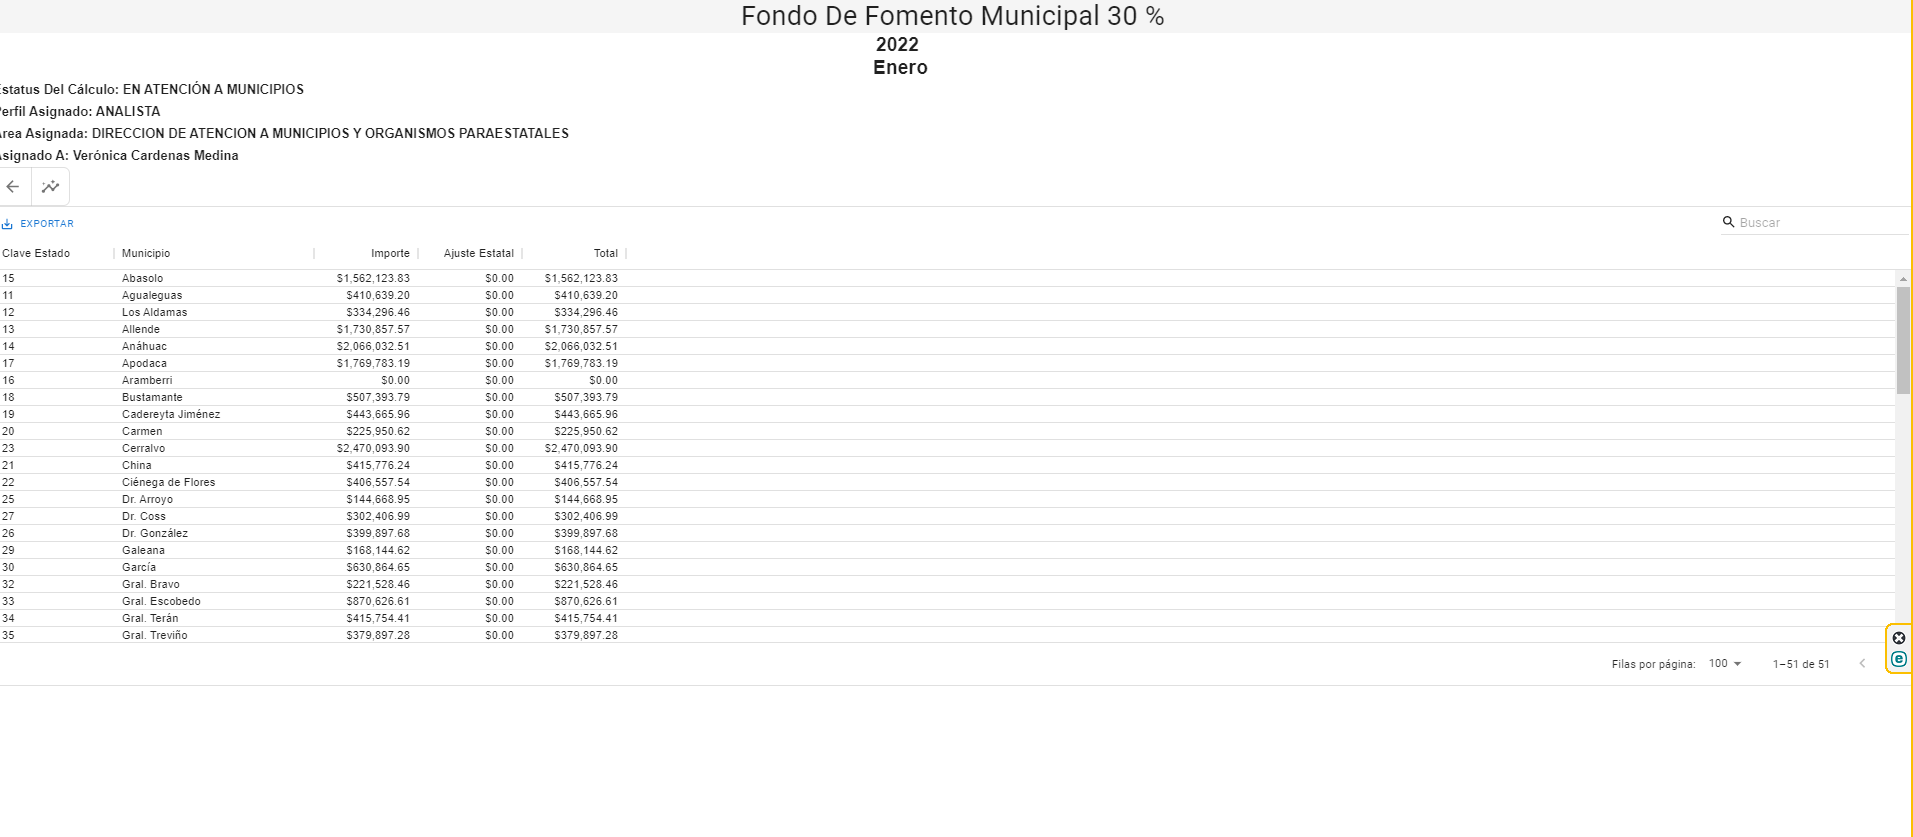 Fondo De Fomento Municipal 30 %
2022
Enero
Estatus Del Cálculo: EN ATENCIÓN A MUNICIPIOS
Perfil Asignado: ANALISTA
Area Asignada: DIRECCION DE ATENCION A MUNICIPIOS Y ORGANISMOS PARAESTATALES
Asignado A: Verónica Cardenas Medina
EXPORTAR
Buscar
Clave Estado Municipio Importe Ajuste Estatal Total
15 Abasolo $1,562,123.83 $0.00 $1,562,123.83
11 Agualeguas $410,639.20 $0.00 $410,639.20
12 Los Aldamas $334,296.46 $0.00 $334,296.46
13 Allende $1,730,857.57 $0.00 $1,730,857.57
14 Anáhuac $2,066,032.51 $0.00 $2,066,032.51
17 Apodaca $1,769,783.19 $0.00 $1,769,783.19
16 Aramberri $0.00 $0.00 $0.00
18 Bustamante $507,393.79 $0.00 $507,393.79
19 Cadereyta Jiménez $443,665.96 $0.00 $443,665.96
20 Carmen $225,950.62 $0.00 $225,950.62
23 Cerralvo $2,470,093.90 $0.00 $2,470,093.90
21 China $415,776.24 $0.00 $415,776.24
22 Ciénega de Flores $406,557.54 $0.00 $406,557.54
25 Dr. Arroyo $144,668.95 $0.00 $144,668.95
27 Dr. Coss $302,406.99 $0.00 $302,406.99
26 Dr. González $399,897.68 $0.00 $399,897.68
29 Galeana $168,144.62 $0.00 $168,144.62
30 García $630,864.65 $0.00 $630,864.65
32 Gral. Bravo $221,528.46 $0.00 $221,528.46
33 Gral. Escobedo $870,626.61 $0.00 $870,626.61
34 Gral. Terán $415,754.41 $0.00 $415,754.41
35 Gral. Treviño $379,897.28 $0.00 $379,897.28
Filas por página: 100 1–51 de 51